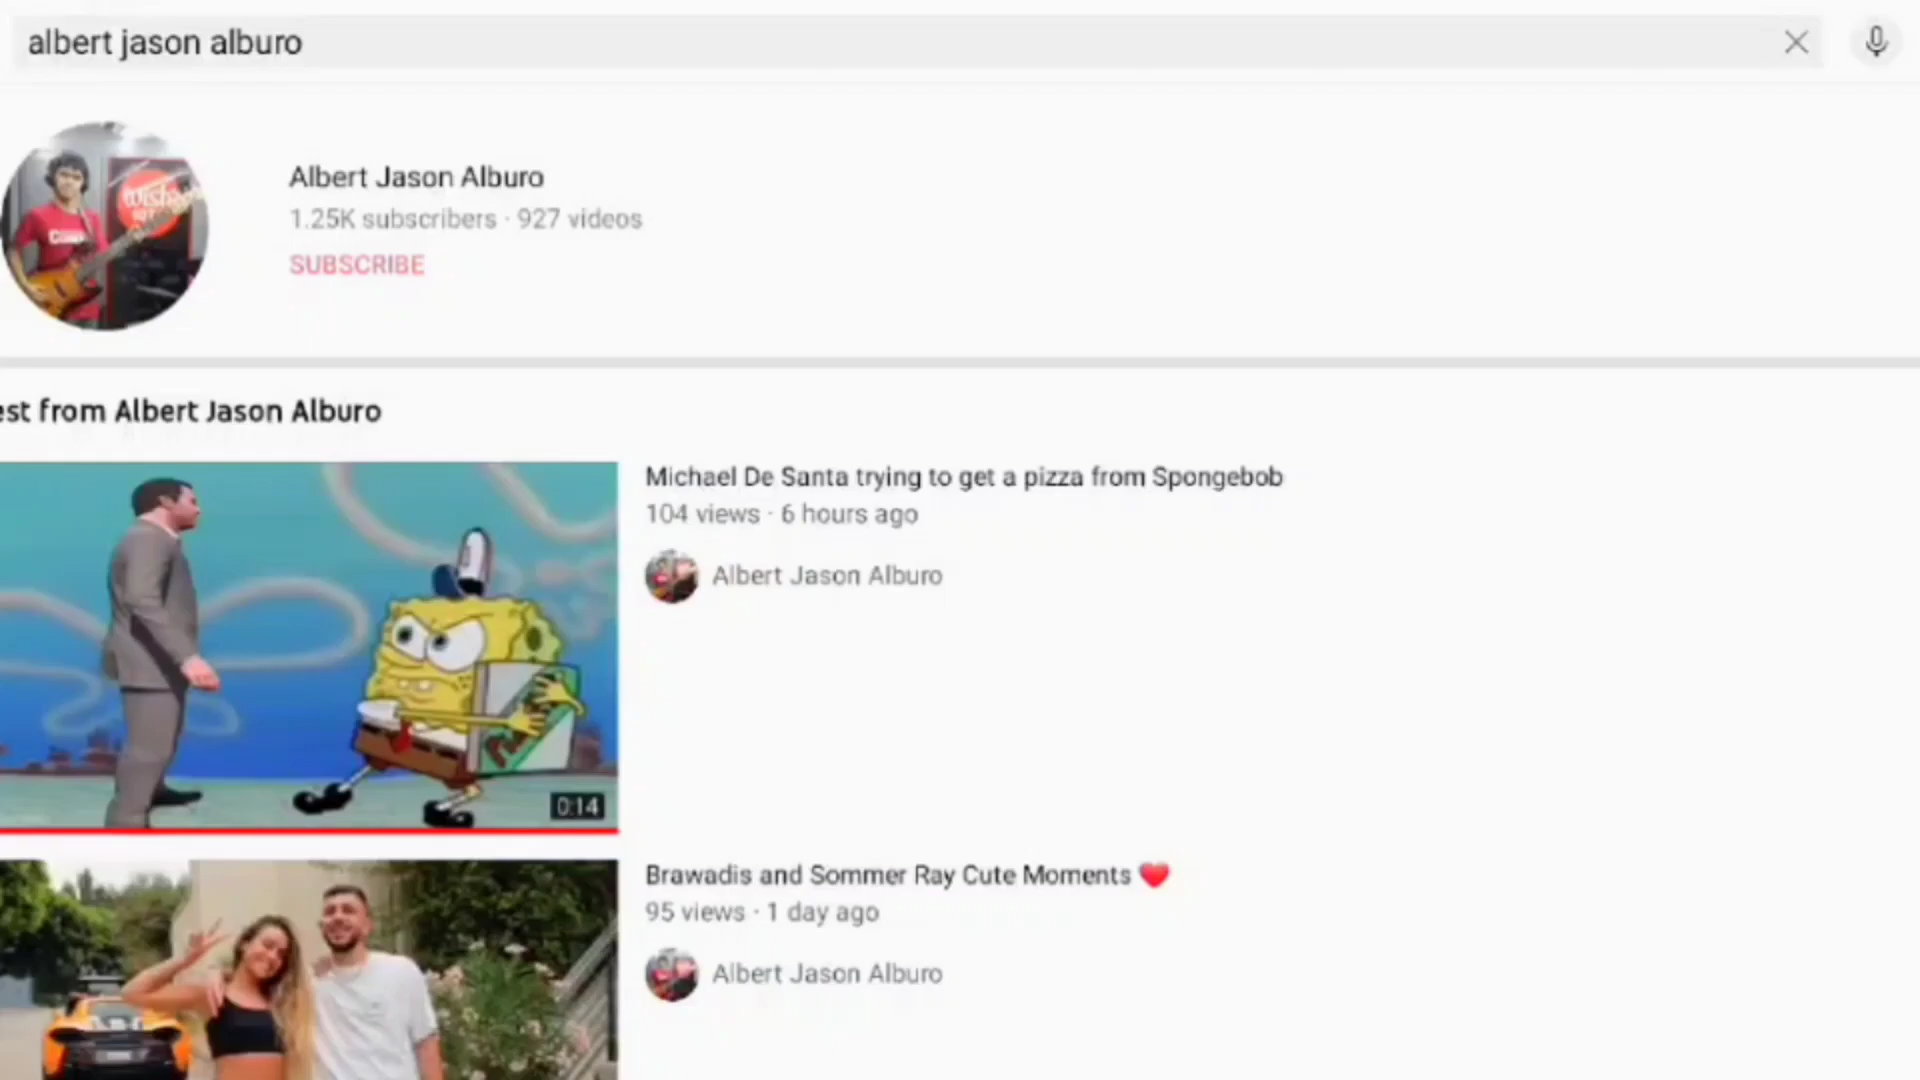 albert jason alburo
Albert Jason Alburo
1.25K subscribers · 927 videos
SUBSCRIBE
est from Albert Jason Alburo
Michael De Santa trying to get a pizza from Spongebob
104 views · 6 hours ago
Albert Jason Alburo
0:14
Brawadis and Sommer Ray Cute Moments ❤️
95 views · 1 day ago
Albert Jason Alburo